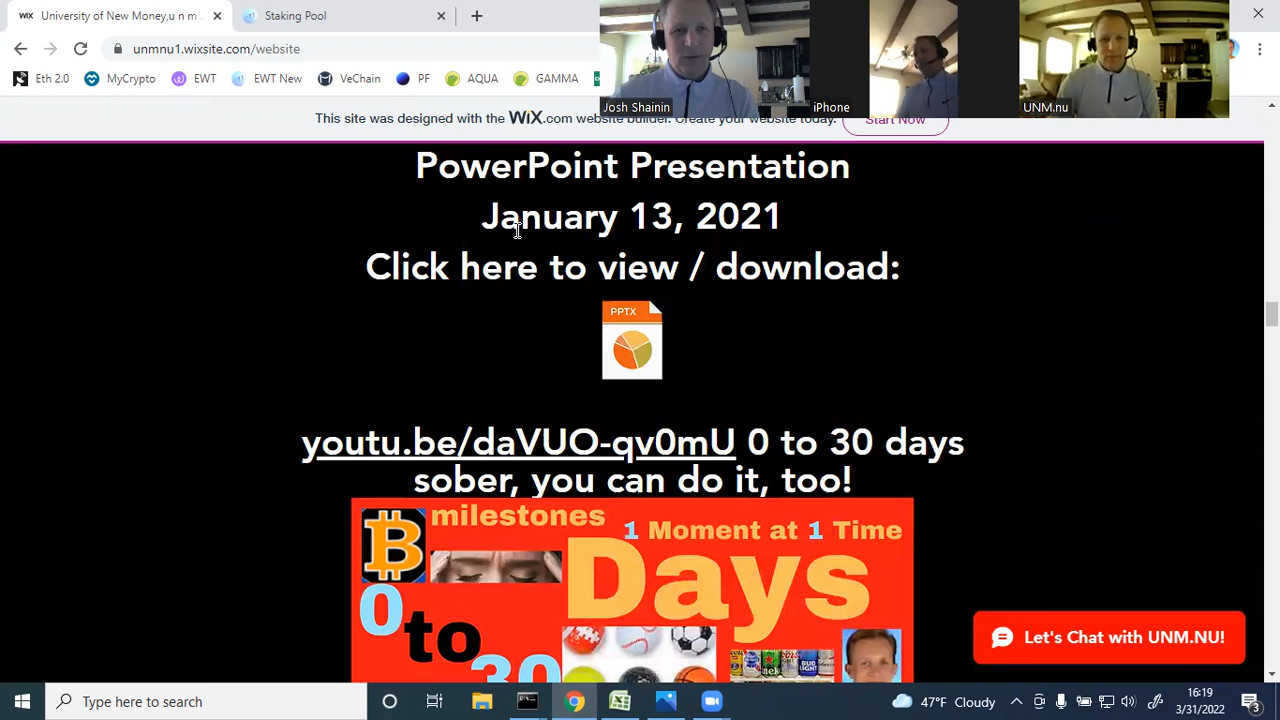 WiX University of New Money,u n m
Staking Pool
unmnu1.wixsite.com/website
Eth 2.0
MyCrypto
EWT
EWT New
VeChain
PF
AQUA
GAMMA
Josh Shainin
iPhone
UNM.nu
This site was designed with the WiX.com website builder. Create your website today.
Start Now
PowerPoint Presentation
January 13, 2021
Click here to view / download:
PPTX
youtu.be/daVUO-qv0mU 0 to 30 days
sober, you can do it, too!
milestones
1 Moment at 1 Time
Days
0
to
30
Let's Chat with UNM.NU!
Type here to search
47°F Cloudy
16:19
3/31/2022
3